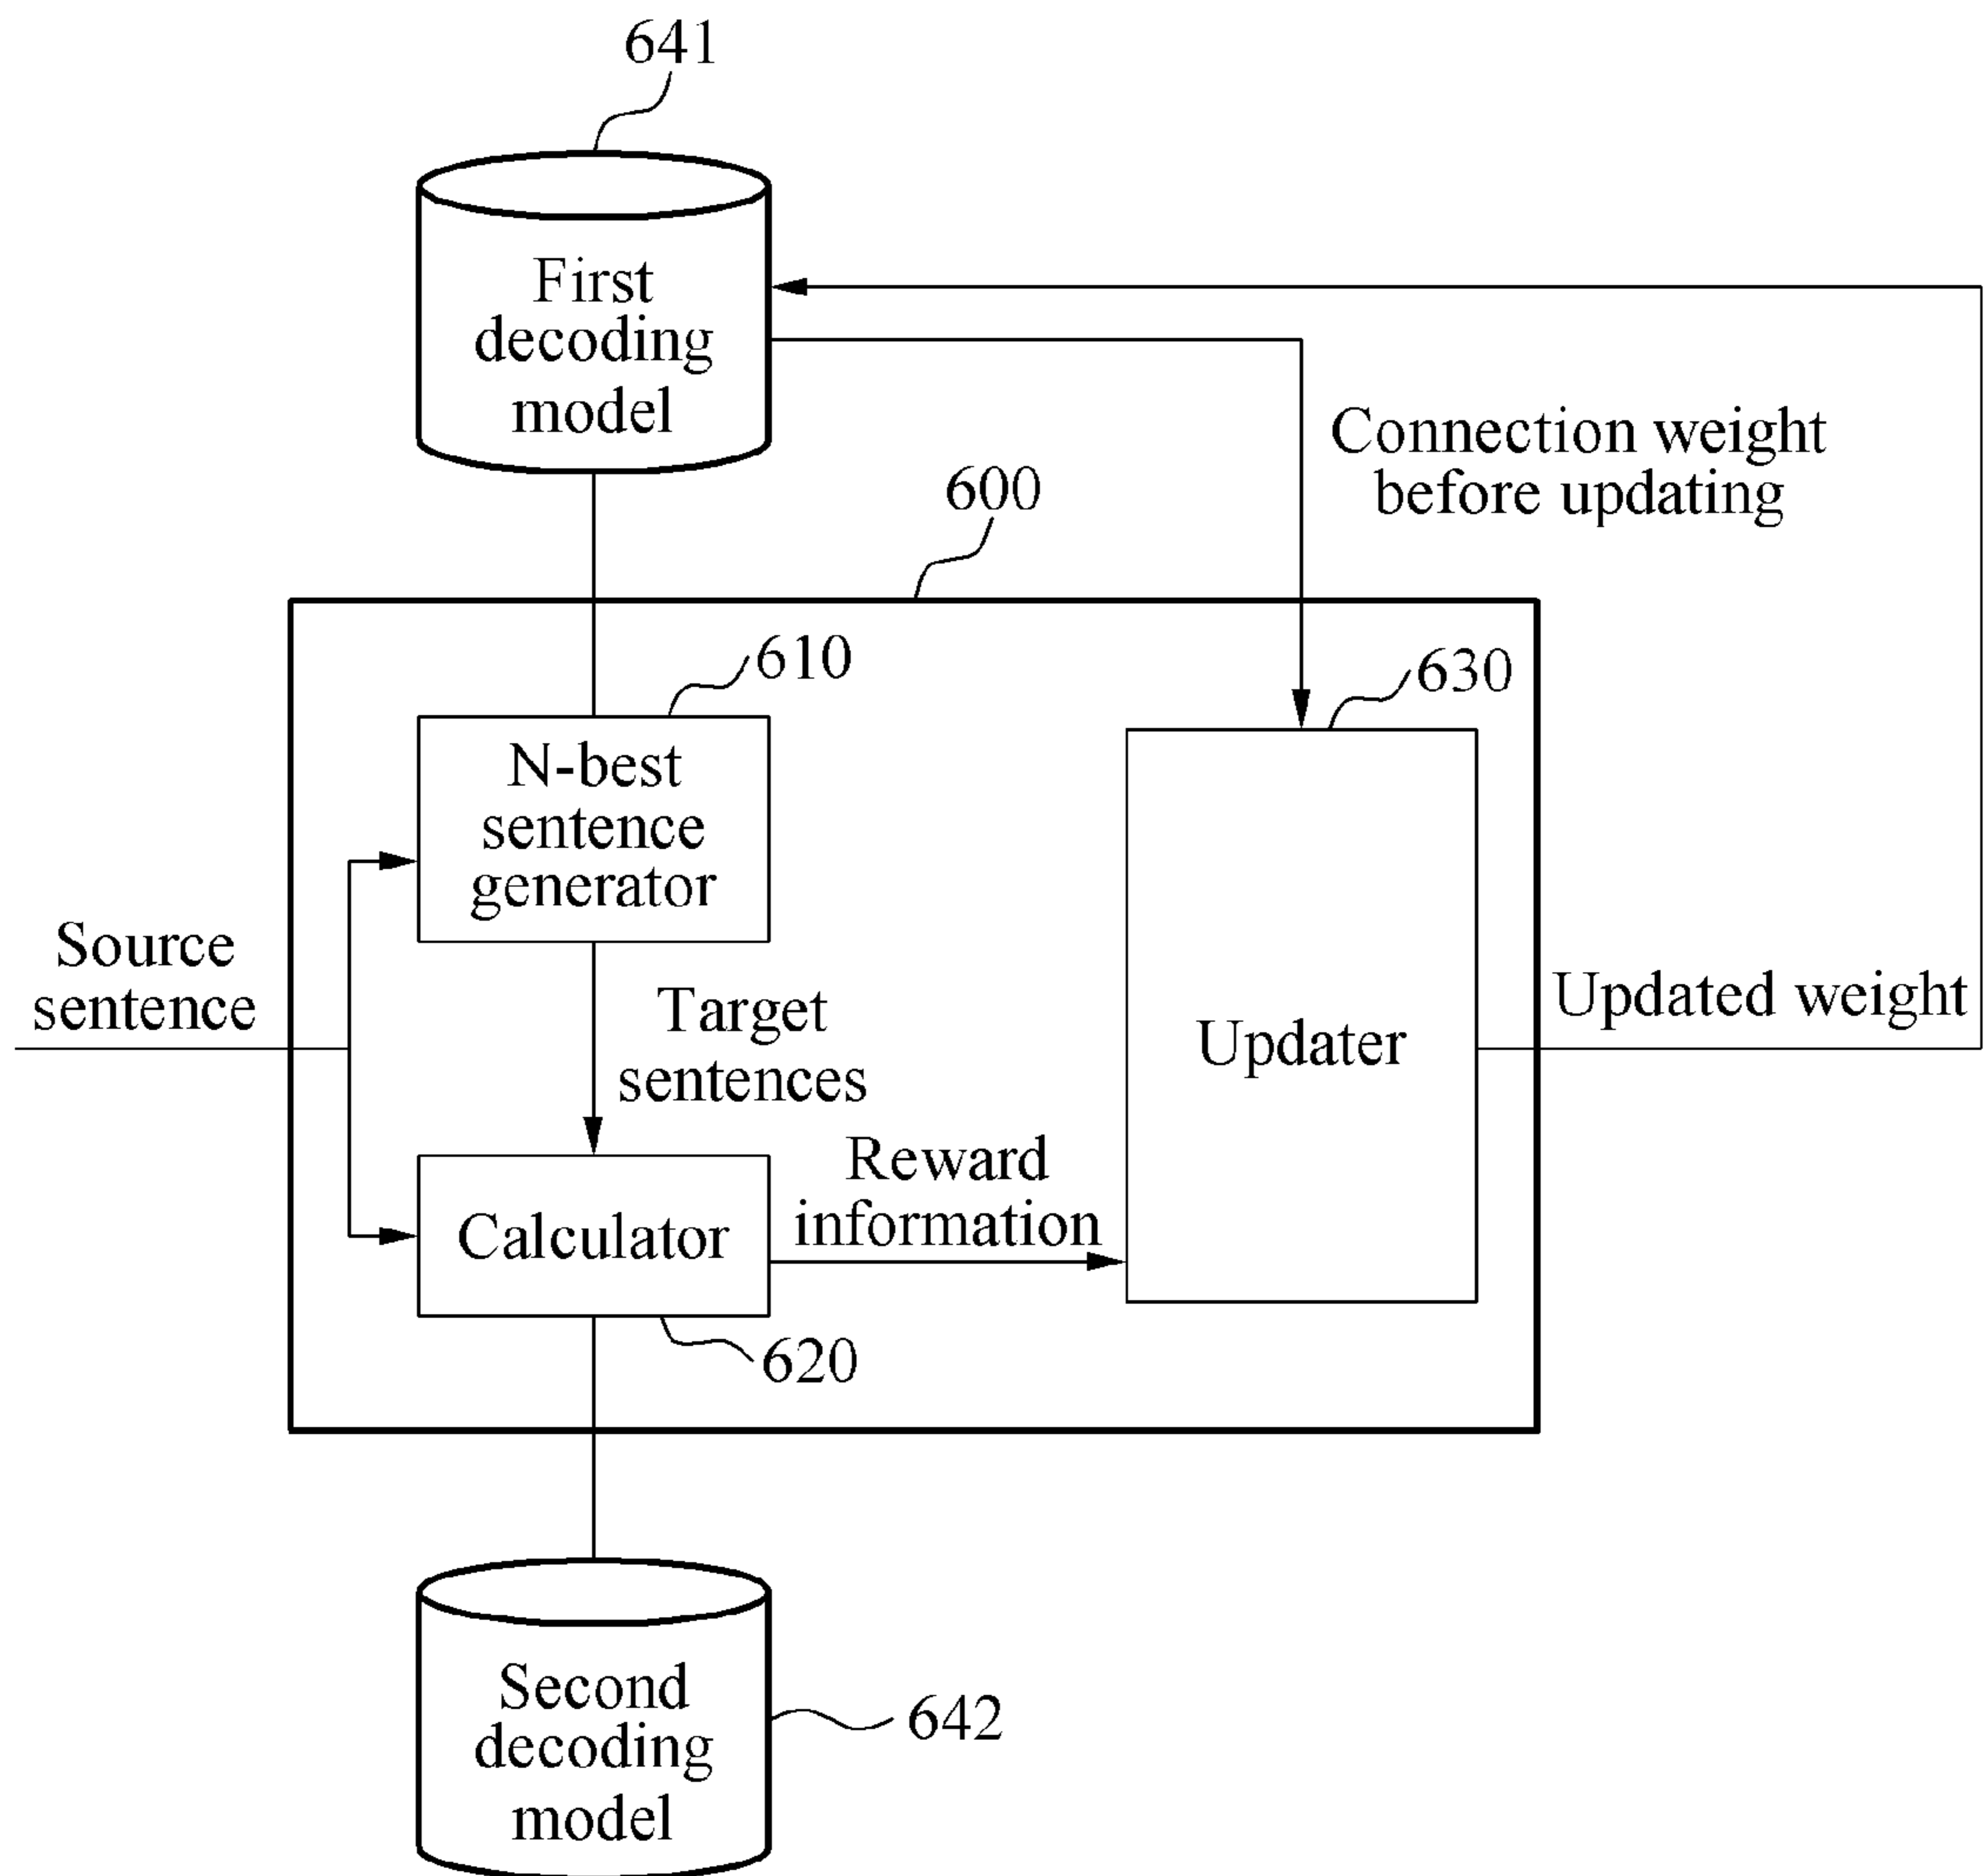 641
First
decoding
model
Connection weight
before updating
600
610
630
N-best
sentence
generator
Source
sentence
Target
sentences
Updater
Updated weight
Reward
information
Calculator
620
Second
decoding
model
642